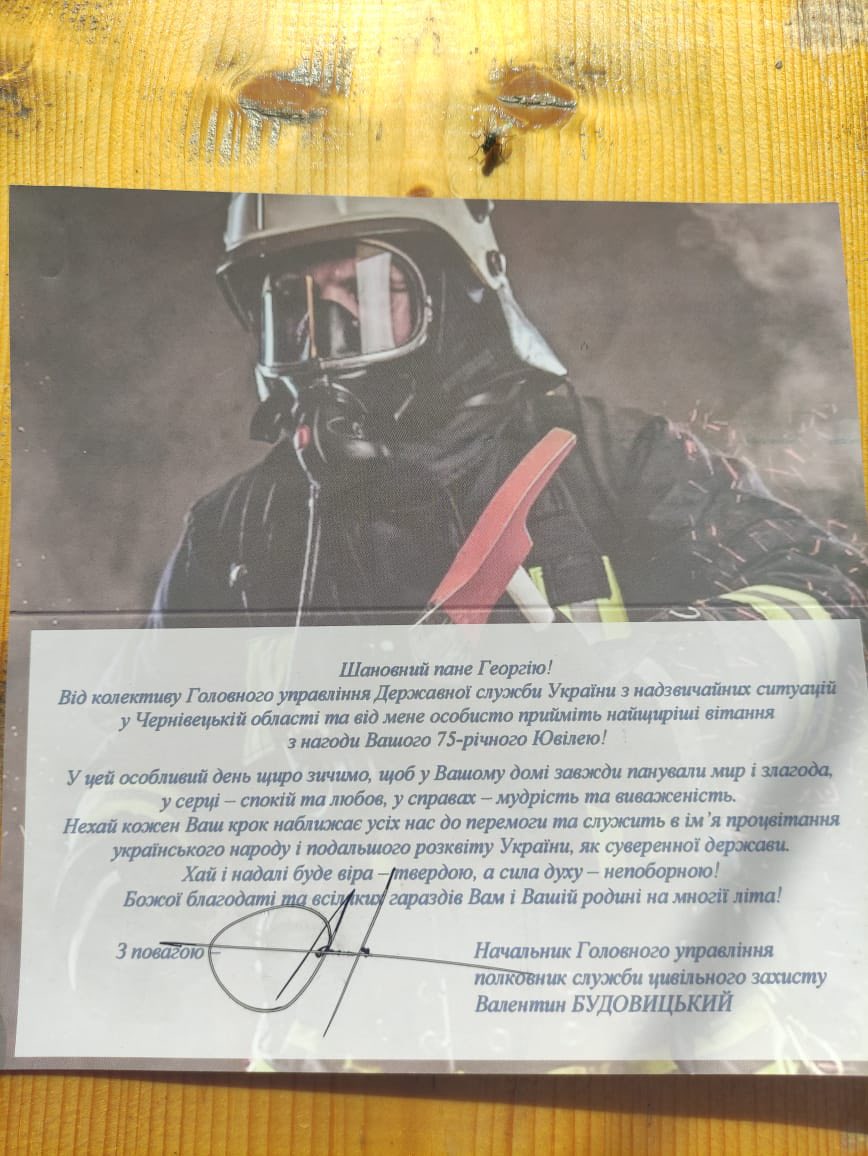 Шановний пане Георгію!
Від колективу Головного управління Державної служби України з надзвичайних ситуацій
у Чернівецькій області та від мене особисто прийміть найщиріші вітання
з нагоди Вашого 75-річного Ювілею!
У цей особливий день щиро зичимо, щоб у Вашому домі завжди панували мир і злагода,
у серці – спокій та любов, у справах – мудрість та виваженість.
Нехай кожен Ваш крок наближає усіх нас до перемоги та служить в ім’я процвітання
українського народу і подальшого розквіту України, як суверенної держави.
Хай і надалі буде віра – твердою, а сила духу – непоборною!
Божої благодаті та всіляких гараздів Вам і Вашій родині на многії літа!
З повагою –
Начальник Головного управління
полковник служби цивільного захисту
Валентин БУДОВИЦЬКИЙ